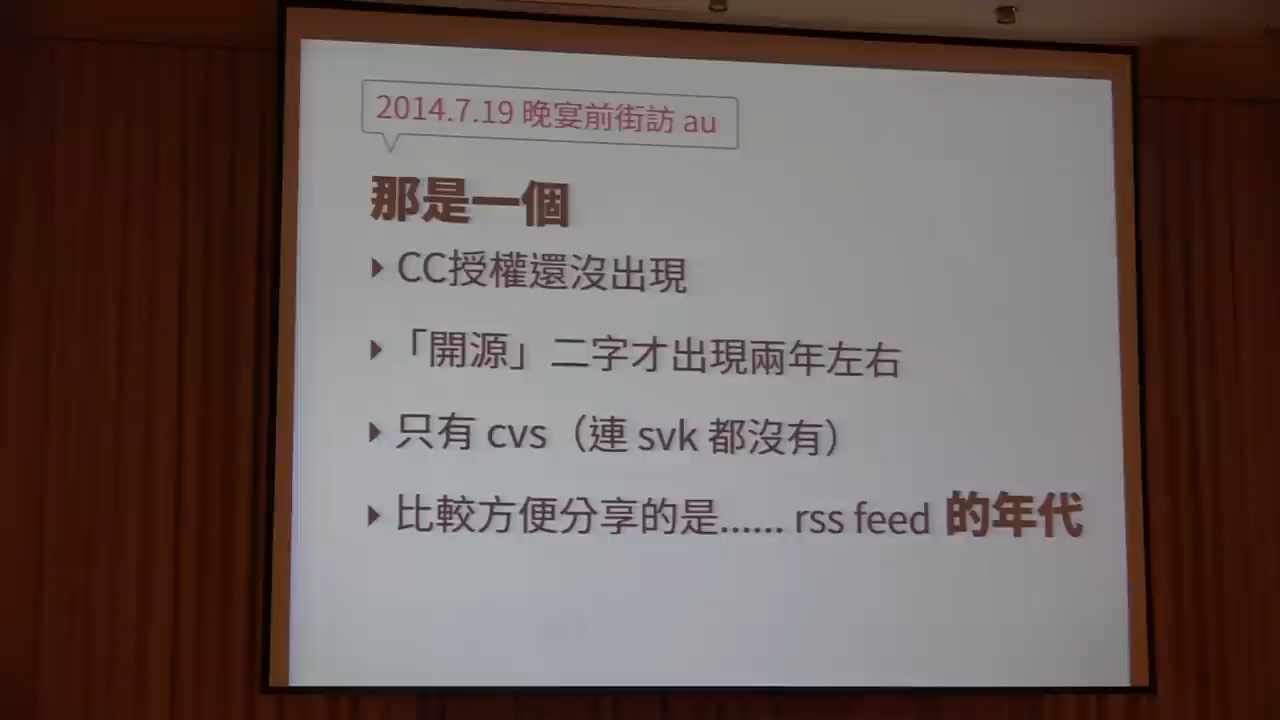 2014.7.19 晚宴前街訪 au
那是一個
CC授權還沒出現
「開源」二字才出現兩年左右
只有 cvs（連 svk 都沒有）
比較方便分享的是...... rss feed 的年代